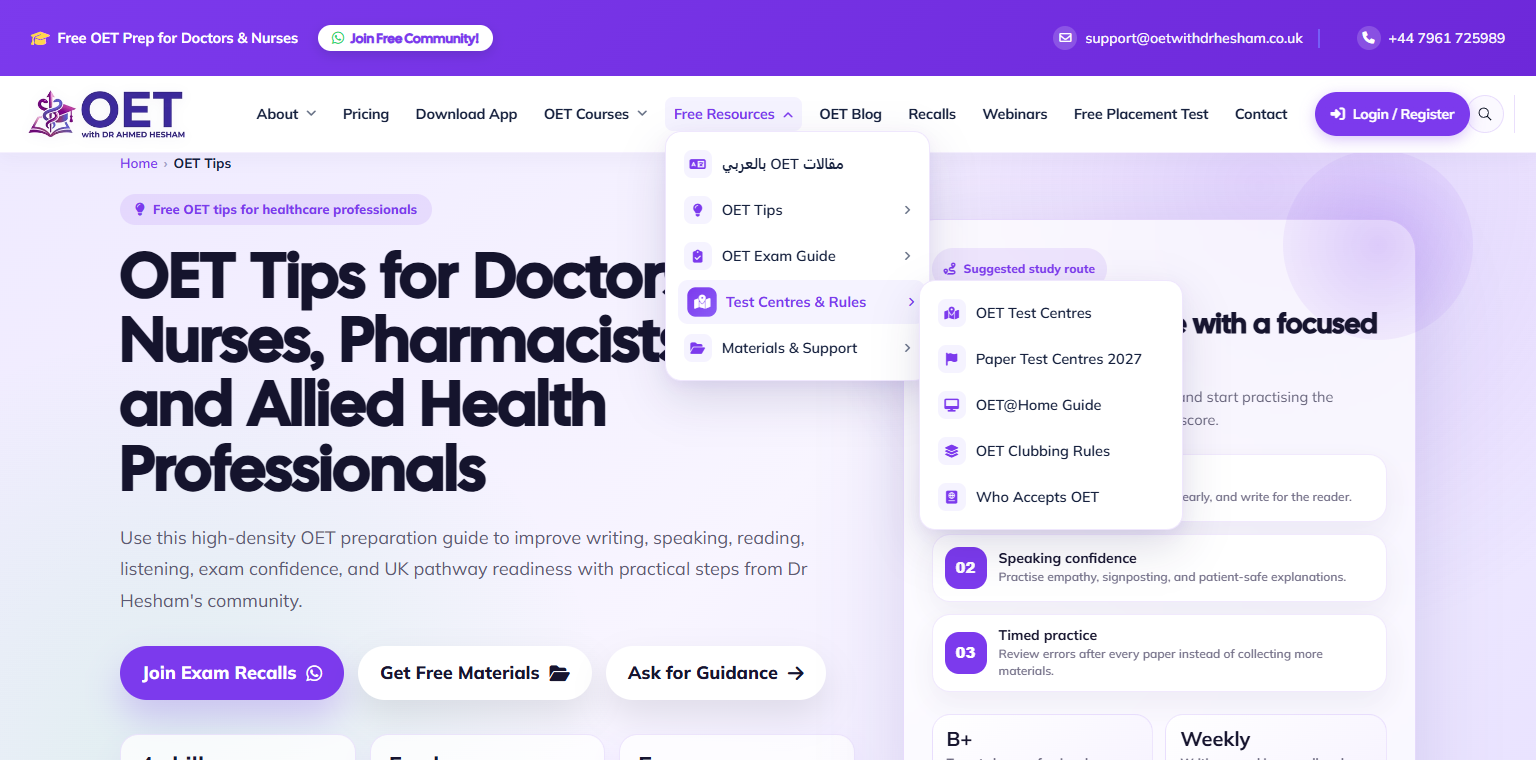 Free OET Prep for Doctors & Nurses
Join Free Community!
support@oetwithdrhesham.co.uk
+44 7961 725989
OET
with DR AHMED HESHAM
About
Pricing
Download App
OET Courses
Free Resources
OET Blog
Recalls
Webinars
Free Placement Test
Contact
Login / Register
Home › OET Tips
مقالات OET بالعربي
OET Tips
OET Exam Guide
Test Centres & Rules
Materials & Support
OET Test Centres
Paper Test Centres 2027
OET@Home Guide
OET Clubbing Rules
Who Accepts OET
Free OET tips for healthcare professionals
OET Tips for Doctors
Nurses, Pharmacists
and Allied Health
Professionals
Use this high-density OET preparation guide to improve writing, speaking, reading,
listening, exam confidence, and UK pathway readiness with practical steps from Dr
Hesham's community.
Join Exam Recalls
Get Free Materials
Ask for Guidance
Suggested study route
with a focused
and start practising the
score.
early, and write for the reader.
02
Speaking confidence
Practise empathy, signposting, and patient-safe explanations.
03
Timed practice
Review errors after every paper instead of collecting more
materials.
B+
Weekly